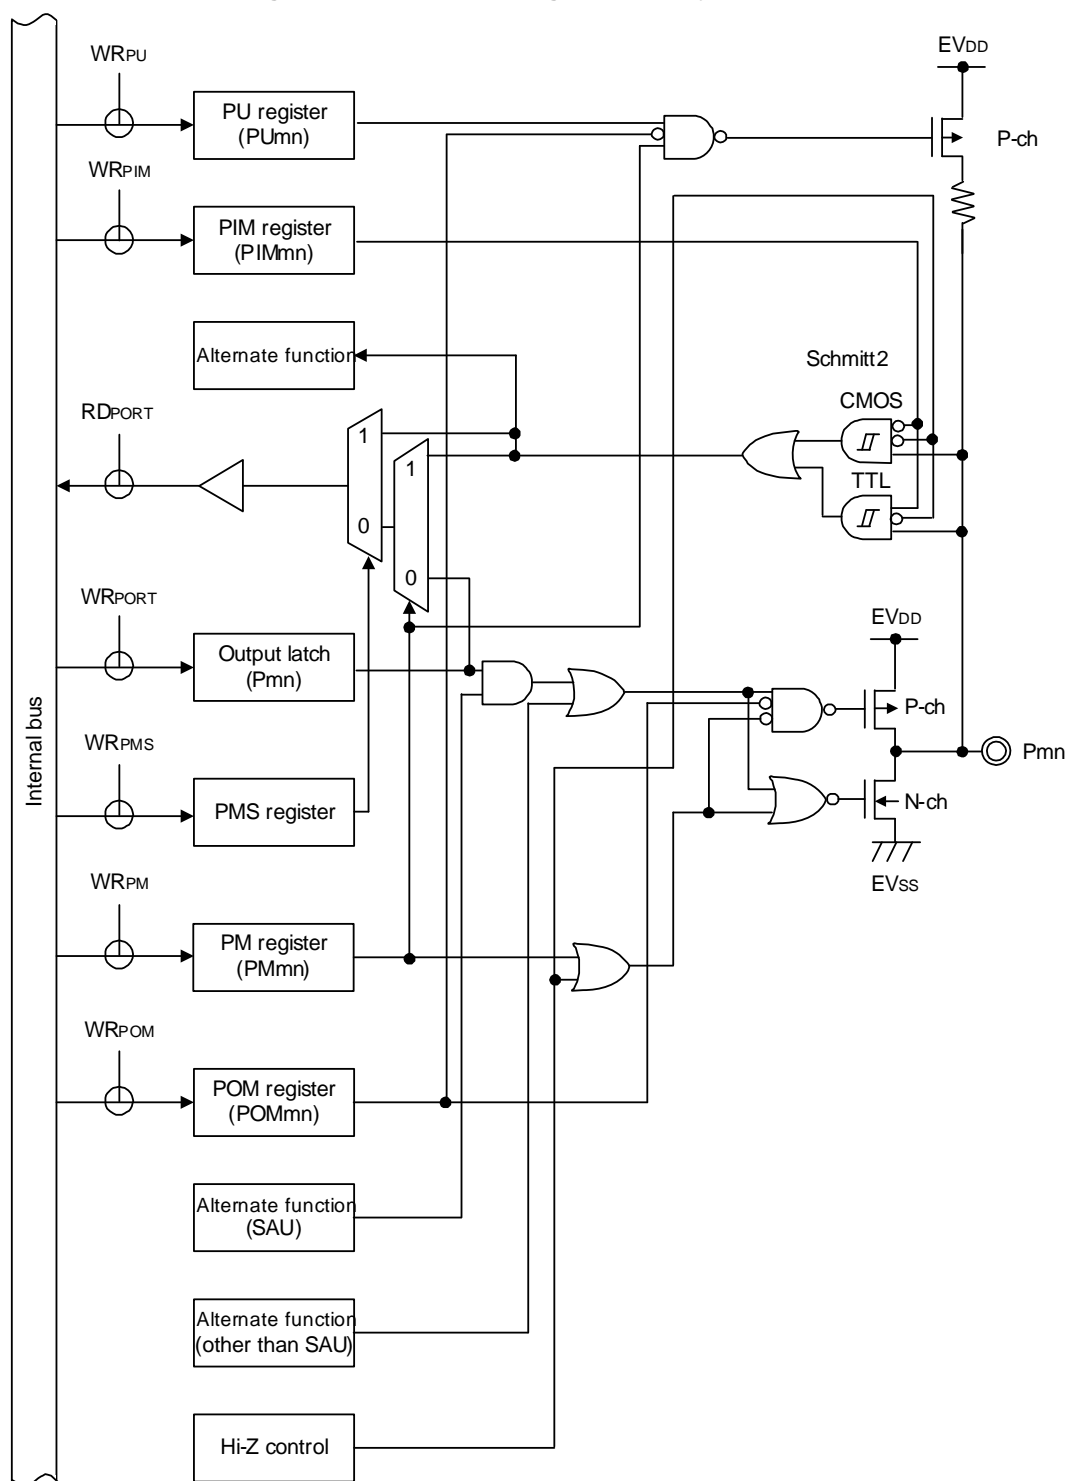 WRPU
PU register
(PUmn)
EVDD
P-ch
WRPIM
PIM register
(PIMmn)
Alternate function
Schmitt2
CMOS
TTL
RDPORT
1
0
1
0
WRPORT
Output latch
(Pmn)
EVDD
P-ch
Pmn
N-ch
EVSS
Internal bus
WRPMS
PMS register
WRPM
PM register
(PMmn)
WRPOM
POM register
(POMmn)
Alternate function
(SAU)
Alternate function
(other than SAU)
Hi-Z control